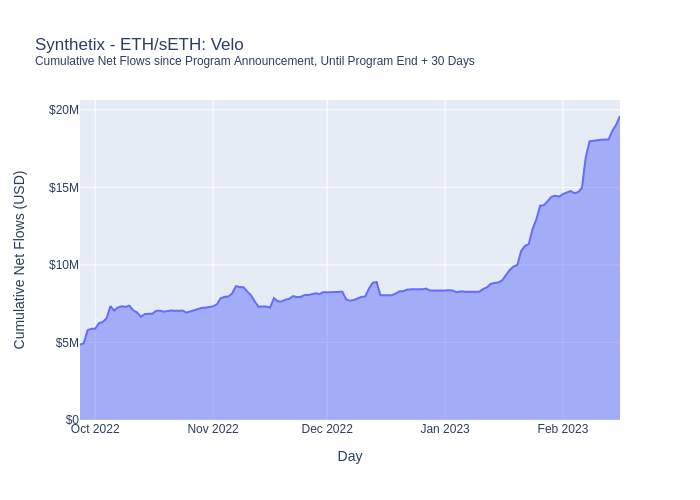 Synthetix - ETH/sETH: Velo
Cumulative Net Flows since Program Announcement, Until Program End + 30 Days
Cumulative Net Flows (USD)
$20M
$15M
$10M
$5M
$0
Oct 2022
Nov 2022
Dec 2022
Jan 2023
Feb 2023
Day